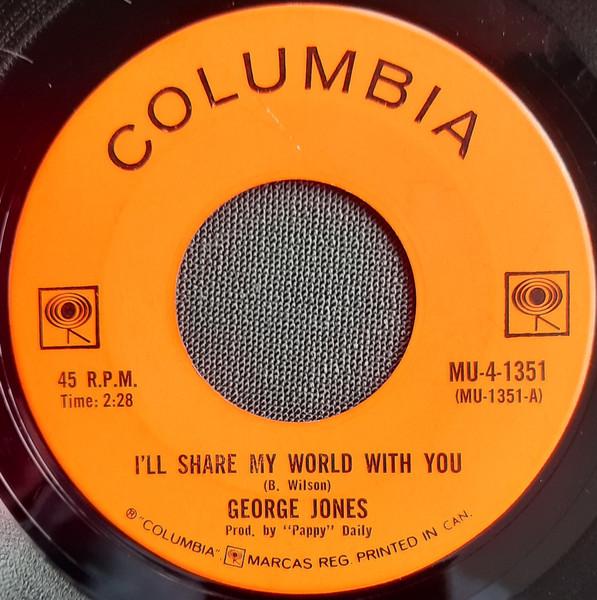 COLUMBIA
45 R.P.M.
Time: 2:28
MU-4-1351
(MU-1351-A)
I'LL SHARE MY WORLD WITH YOU
(B. Wilson)
GEORGE JONES
Prod. by "Pappy" Daily
® "COLUMBIA", MARCAS REG. PRINTED IN CAN.